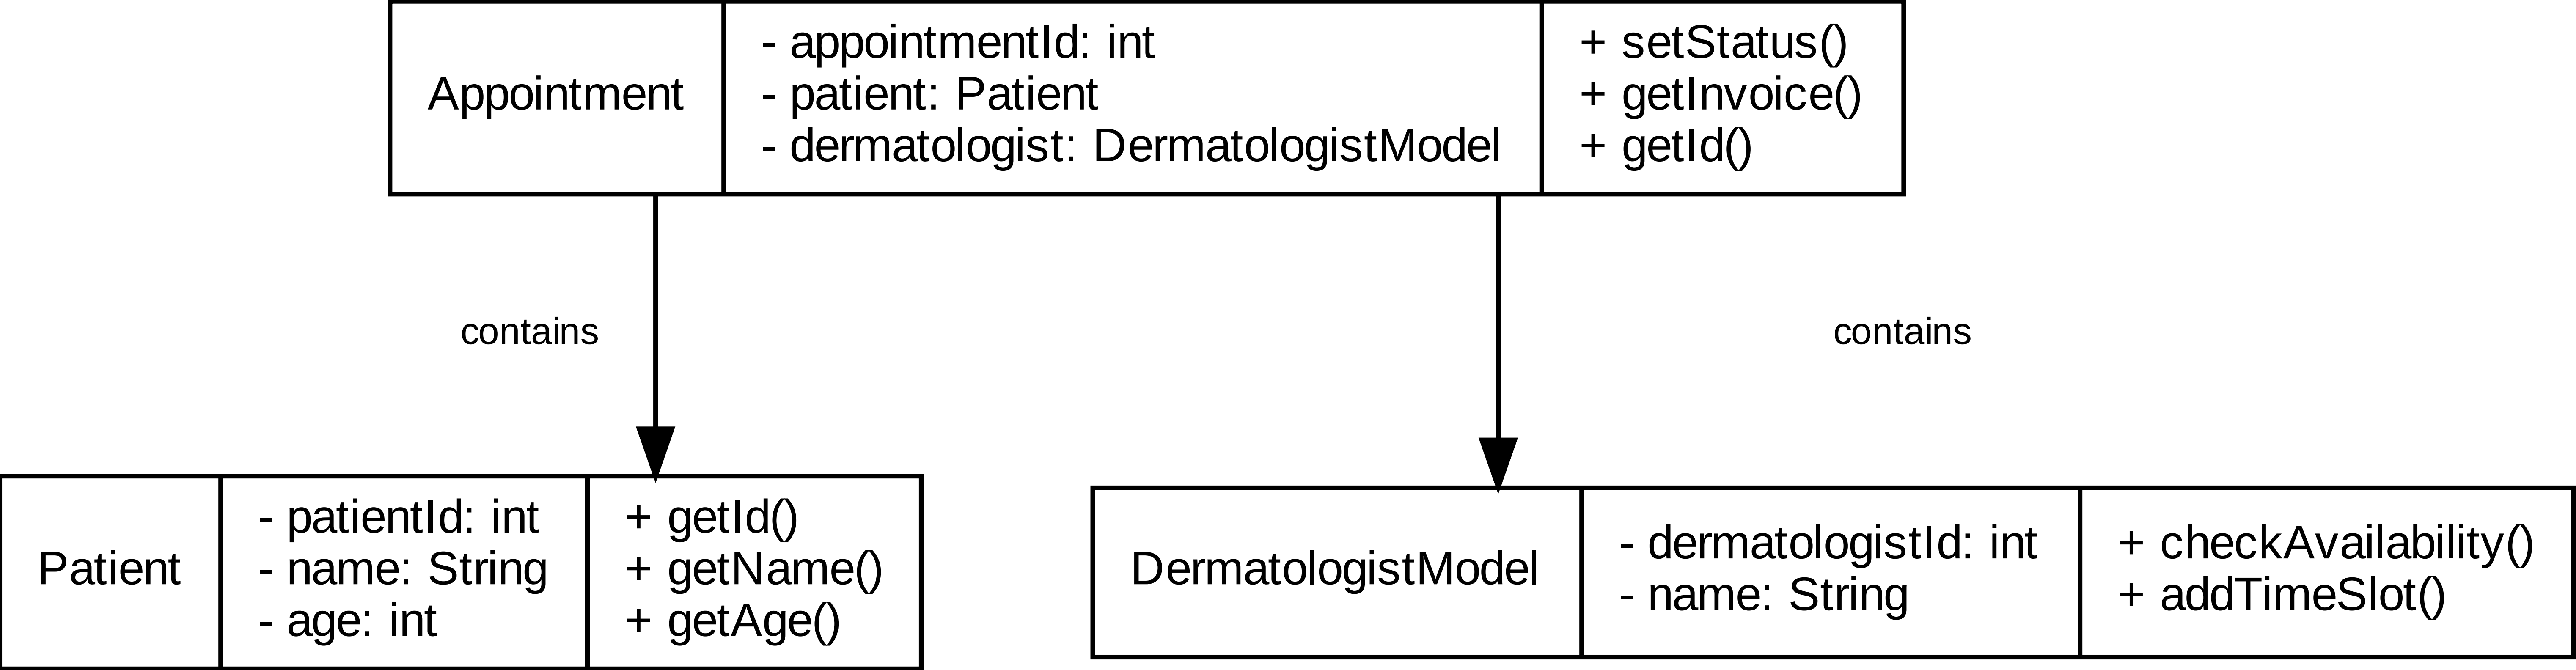 Appointment
- appointmentId: int
- patient: Patient
- dermatologist: DermatologistModel
+ setStatus()
+ getInvoice()
+ getId()
contains
contains
Patient
- patientId: int
- name: String
- age: int
+ getId()
+ getName()
+ getAge()
DermatologistModel
- dermatologistId: int
- name: String
+ checkAvailability()
+ addTimeSlot()